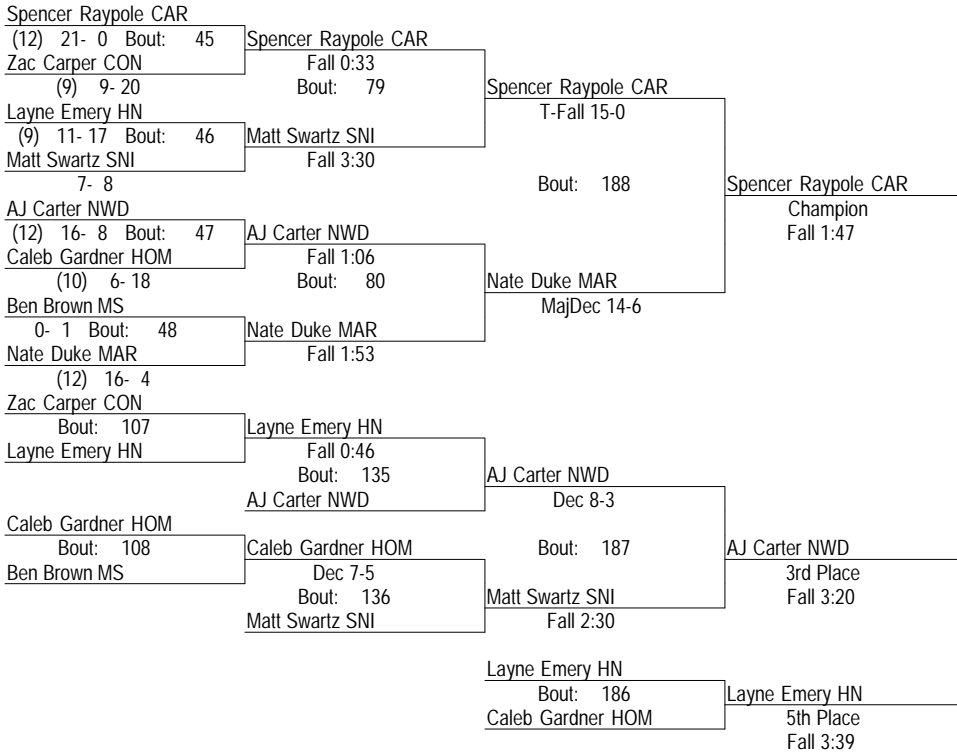 Spencer Raypole CAR
(12) 21- 0 Bout: 45
Zac Carper CON
(9) 9- 20
Layne Emery HN
(9) 11- 17 Bout: 46
Matt Swartz SNI
7- 8
AJ Carter NWD
(12) 16- 8 Bout: 47
Caleb Gardner HOM
(10) 6- 18
Ben Brown MS
0- 1 Bout: 48
Nate Duke MAR
(12) 16- 4
Zac Carper CON
Bout: 107
Layne Emery HN
Caleb Gardner HOM
Bout: 108
Ben Brown MS
Spencer Raypole CAR
Fall 0:33
Bout: 79
Matt Swartz SNI
Fall 3:30
AJ Carter NWD
Fall 1:06
Bout: 80
Nate Duke MAR
Fall 1:53
Layne Emery HN
Fall 0:46
Bout: 135
AJ Carter NWD
Caleb Gardner HOM
Dec 7-5
Bout: 136
Matt Swartz SNI
Spencer Raypole CAR
T-Fall 15-0
Bout: 188
Nate Duke MAR
MajDec 14-6
AJ Carter NWD
Dec 8-3
Bout: 187
Matt Swartz SNI
Fall 2:30
Layne Emery HN
Bout: 186
Caleb Gardner HOM
Spencer Raypole CAR
Champion
Fall 1:47
AJ Carter NWD
3rd Place
Fall 3:20
Layne Emery HN
5th Place
Fall 3:39